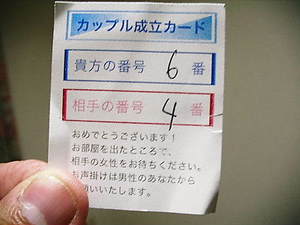 カップル成立カード
貴方の番号 6 番
相手の番号 4 番
おめでとうございます!
お部屋を出たところで、
相手の女性をお待ちください。
お声掛けは男性のあなたから
願いいたします。